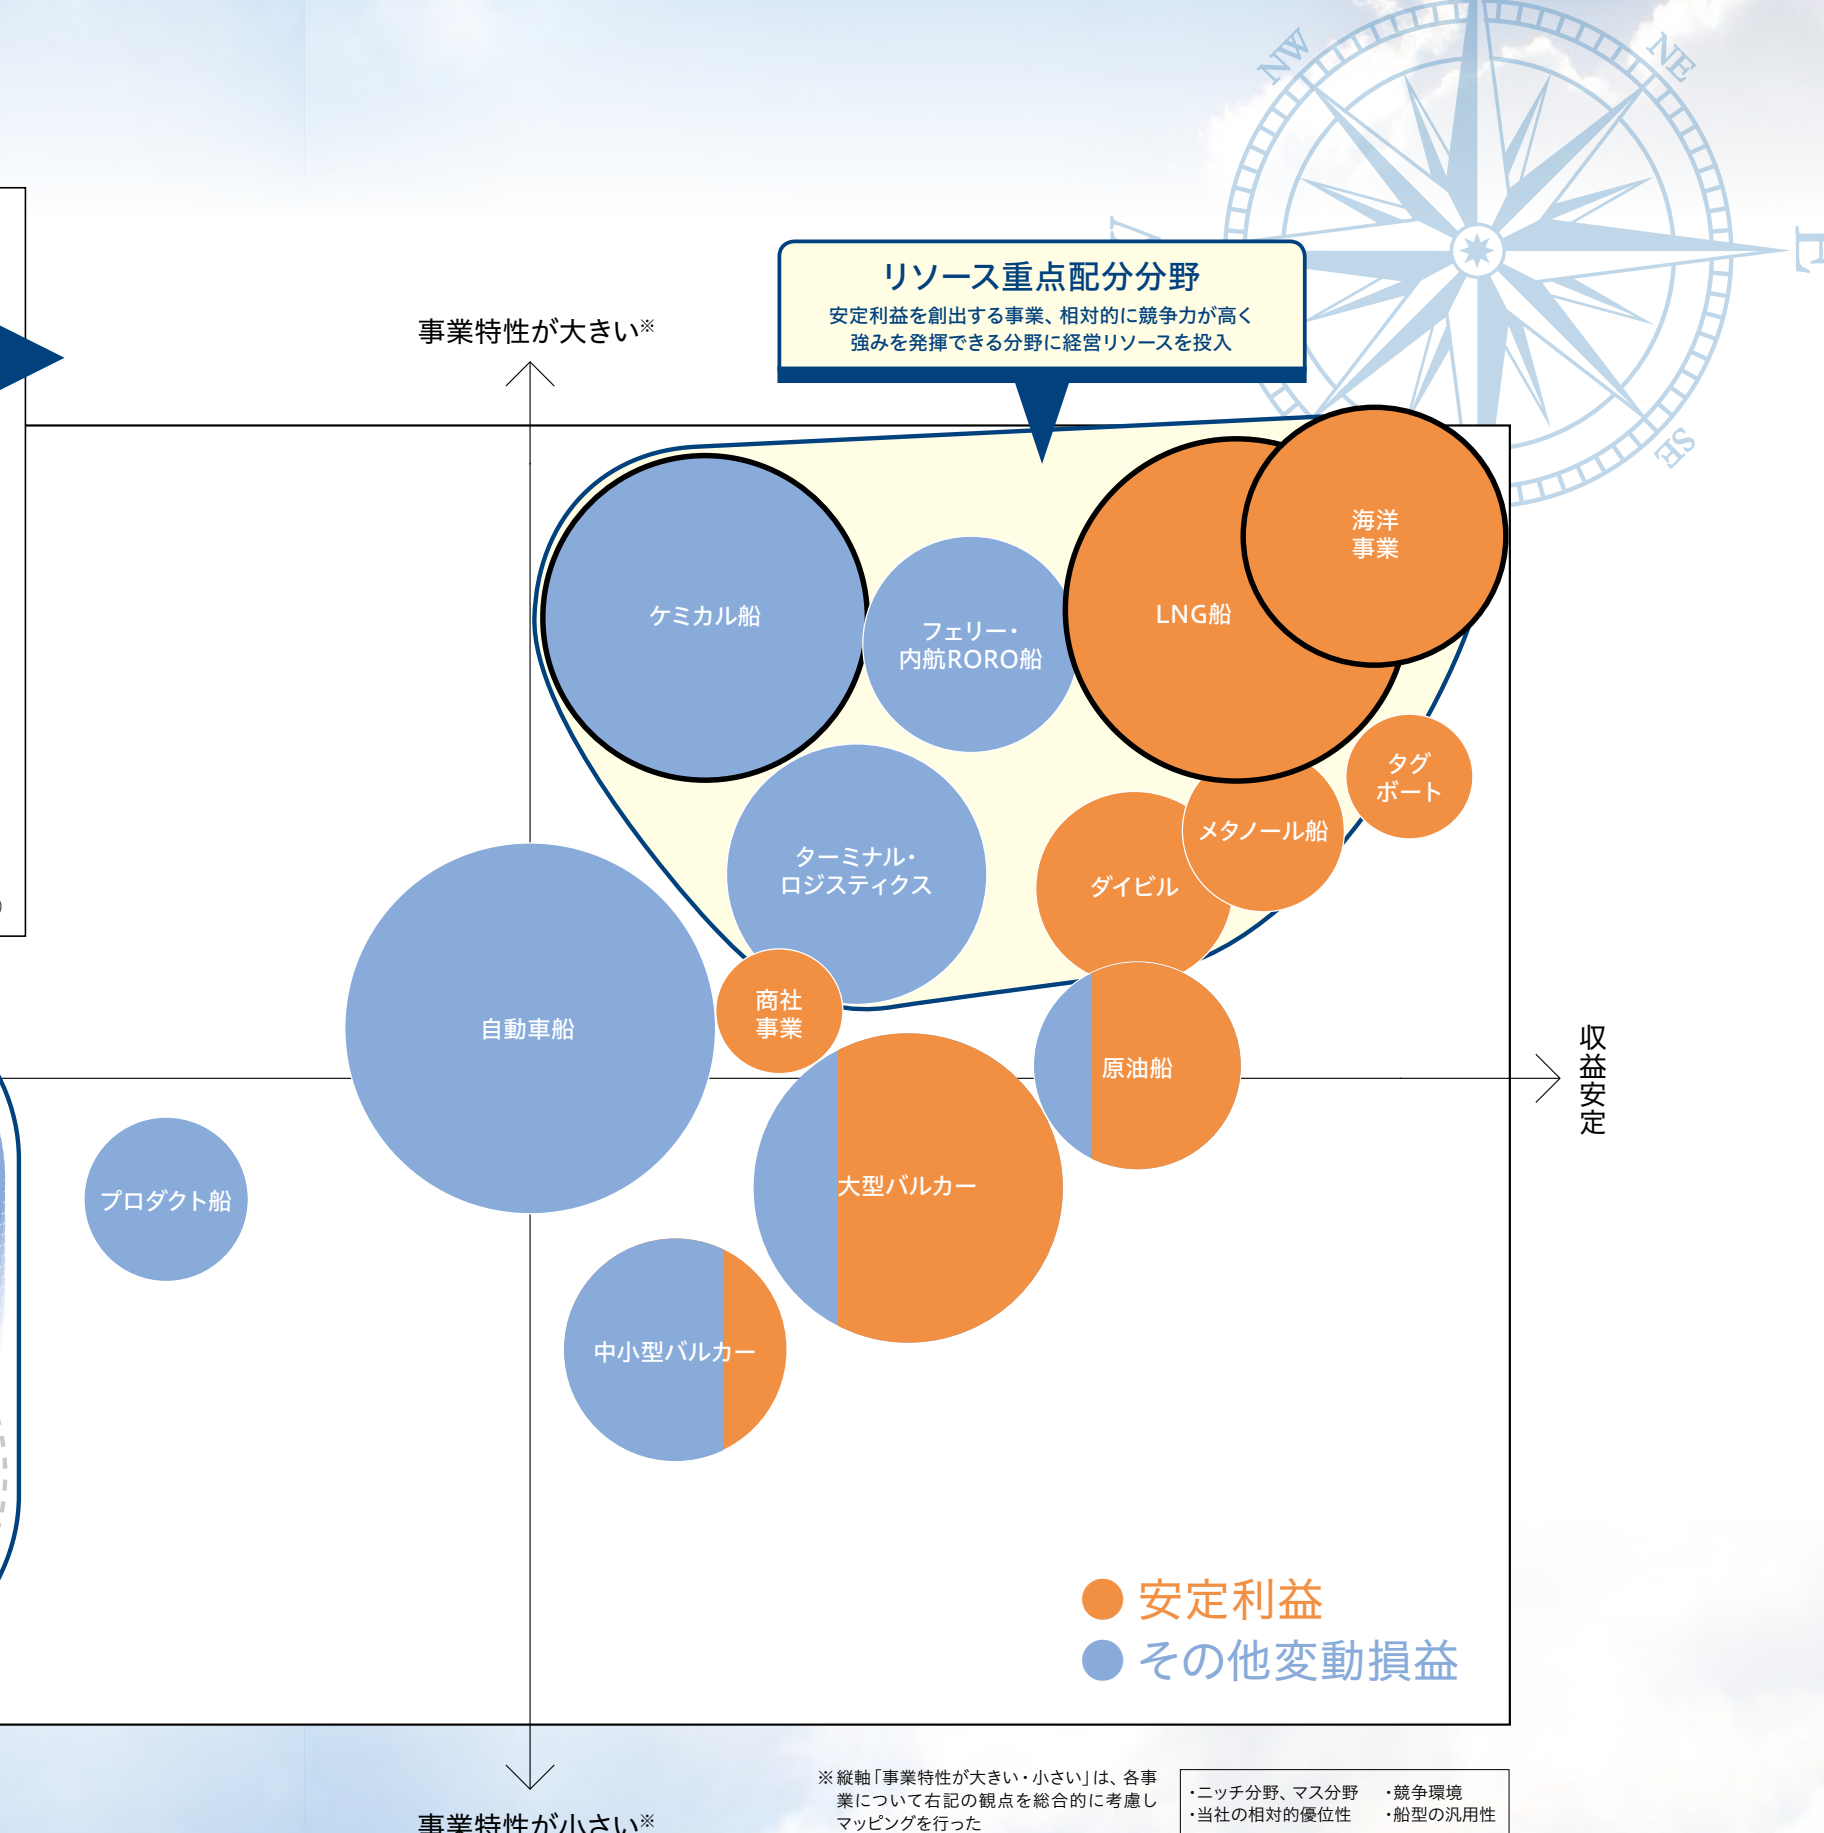 NW
NE
E
SE
リソース重点配分分野
安定利益を創出する事業、相対的に競争力が高く
強みを発揮できる分野に経営リソースを投入
事業特性が大きい※
海洋
事業
ケミカル船
LNG船
フェリー・
内航RORO船
タグ
ボート
メタノール船
ターミナル・
ロジスティクス
ダイビル
商社
事業
自動車船
原油船
収益安定
プロダクト船
大型バルカー
中小型バルカー
安定利益
その他変動損益
事業特性が小さい※
※縦軸「事業特性が大きい・小さい」は、各事
業について右記の観点を総合的に考慮し
マッピングを行った
・ニッチ分野、マス分野 ・競争環境
・当社の相対的優位性 ・船型の汎用性